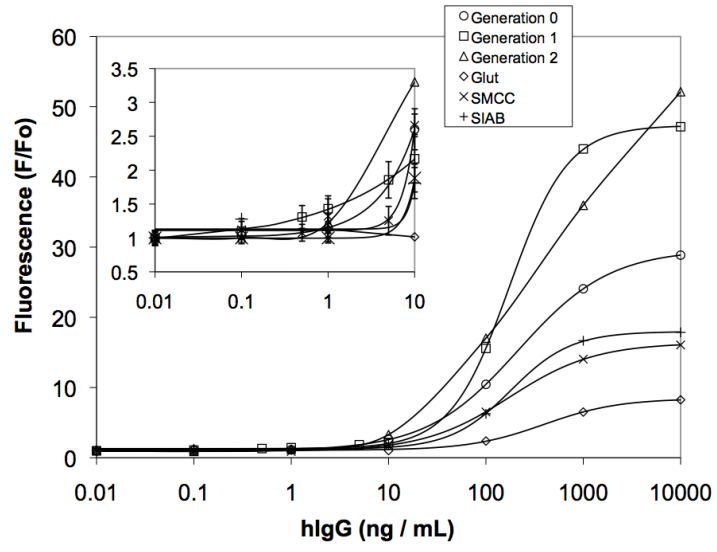 Generation 0
Generation 1
Generation 2
Glut
SMCC
SIAB
Fluorescence (F/Fo)
60
50
40
30
20
10
0
3.5
3
2.5
2
1.5
1
0.5
0.01 0.1 1 10
0.01 0.1 1 10 100 1000 10000
hIgG (ng / mL)